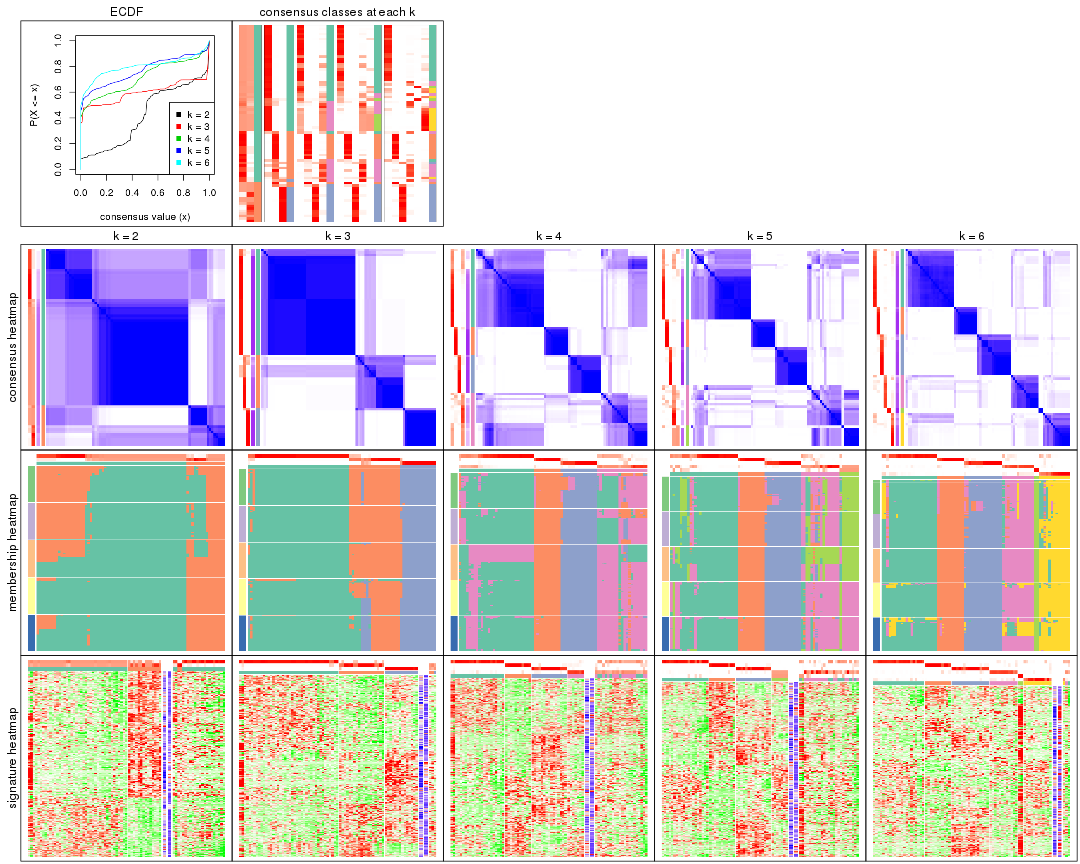 ECDF
consensus classes at each k
P(X <= x)
0.0 0.2 0.4 0.6 0.8 1.0
k = 2
k = 3
k = 4
k = 5
k = 6
0.0 0.2 0.4 0.6 0.8 1.0
consensus value (x)
k = 2 k = 3 k = 4 k = 5 k = 6
consensus heatmap
membership heatmap
signature heatmap